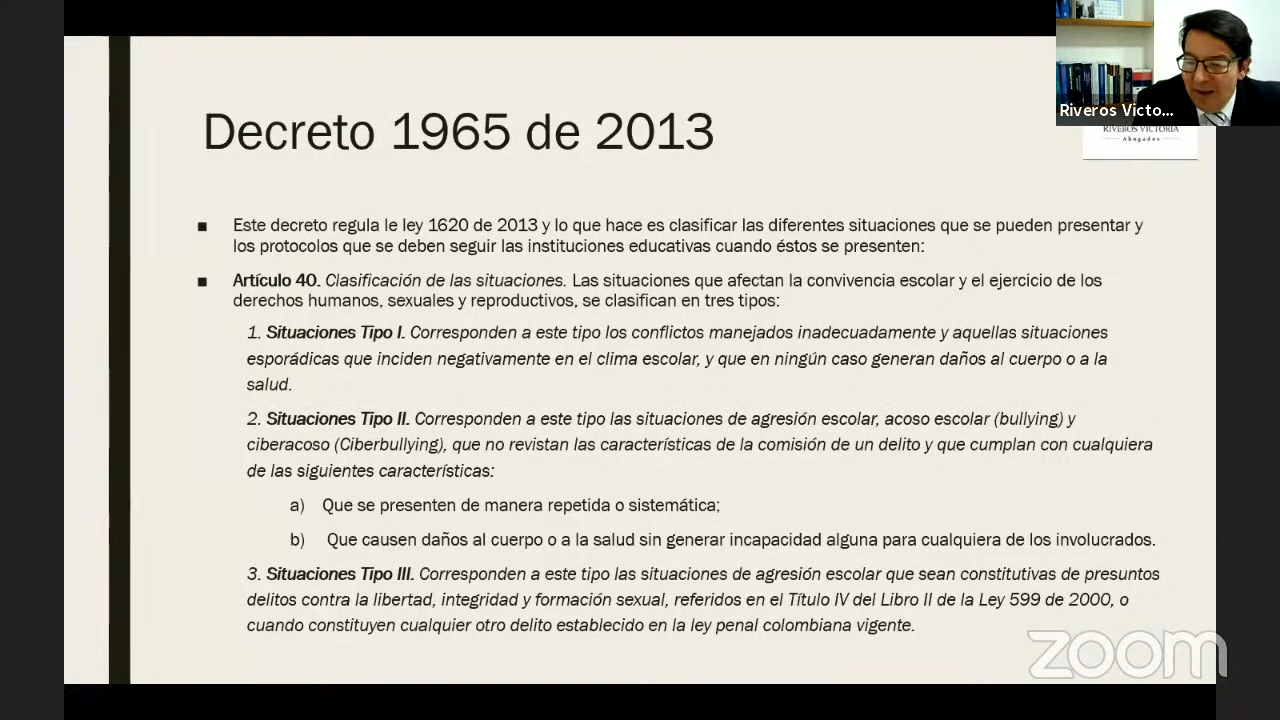 Decreto 1965 de 2013
Riveros Victo...
RIVEROS VICTORIA
Abogados
■ Este decreto regula le ley 1620 de 2013 y lo que hace es clasificar las diferentes situaciones que se pueden presentar y
los protocolos que se deben seguir las instituciones educativas cuando éstos se presenten:
■ Artículo 40. Clasificación de las situaciones. Las situaciones que afectan la convivencia escolar y el ejercicio de los
derechos humanos, sexuales y reproductivos, se clasifican en tres tipos:
1. Situaciones Tipo I. Corresponden a este tipo los conflictos manejados inadecuadamente y aquellas situaciones
esporádicas que inciden negativamente en el clima escolar, y que en ningún caso generan daños al cuerpo o a la
salud.
2. Situaciones Tipo II. Corresponden a este tipo las situaciones de agresión escolar, acoso escolar (bullying) y
ciberacoso (Ciberbullying), que no revistan las características de la comisión de un delito y que cumplan con cualquiera
de las siguientes características:
a) Que se presenten de manera repetida o sistemática;
b) Que causen daños al cuerpo o a la salud sin generar incapacidad alguna para cualquiera de los involucrados.
3. Situaciones Tipo III. Corresponden a este tipo las situaciones de agresión escolar que sean constitutivas de presuntos
delitos contra la libertad, integridad y formación sexual, referidos en el Título IV del Libro II de la Ley 599 de 2000, o
cuando constituyen cualquier otro delito establecido en la ley penal colombiana vigente.
zoom